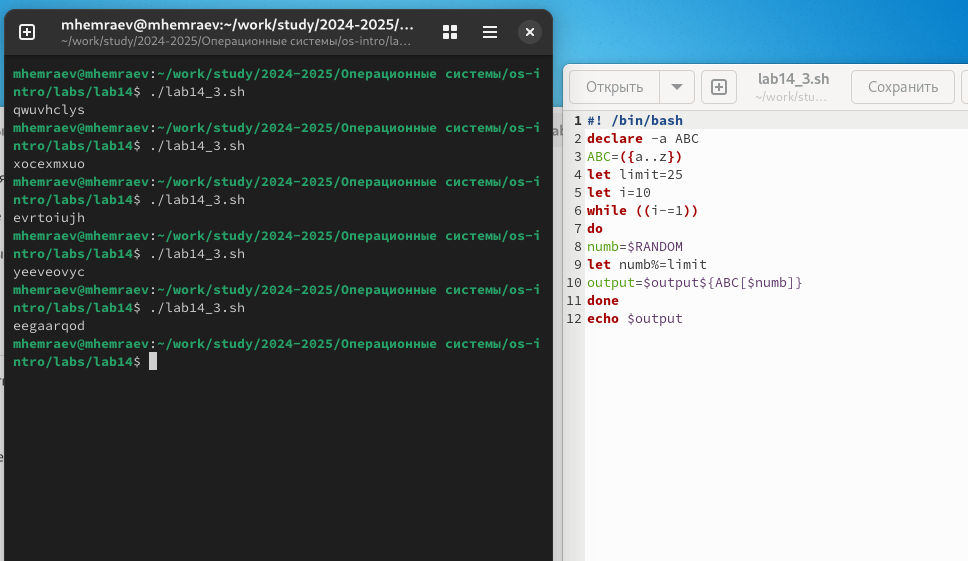 mhemraev@mhemraev:~/work/study/2024-2025/...
~/work/study/2024-2025/Операционные системы/os-intro/la...
mhemraev@mhemraev:~/work/study/2024-2025/Операционные системы/os-i
ntro/labs/lab14$ ./lab14_3.sh
qwuvhclys
mhemraev@mhemraev:~/work/study/2024-2025/Операционные системы/os-i
ntro/labs/lab14$ ./lab14_3.sh
xocexmxuo
mhemraev@mhemraev:~/work/study/2024-2025/Операционные системы/os-i
ntro/labs/lab14$ ./lab14_3.sh
evrtoiujh
mhemraev@mhemraev:~/work/study/2024-2025/Операционные системы/os-i
ntro/labs/lab14$ ./lab14_3.sh
yeeveovyc
mhemraev@mhemraev:~/work/study/2024-2025/Операционные системы/os-i
ntro/labs/lab14$ ./lab14_3.sh
eegaarqod
mhemraev@mhemraev:~/work/study/2024-2025/Операционные системы/os-i
ntro/labs/lab14$
Открыть
lab14_3.sh
~/work/stu...
Сохранить
1 #! /bin/bash
2 declare -a ABC
3 ABC=({a..z})
4 let limit=25
5 let i=10
6 while ((i-=1))
7 do
8 numb=$RANDOM
9 let numb%=limit
10 output=$output${ABC[$numb]}
11 done
12 echo $output